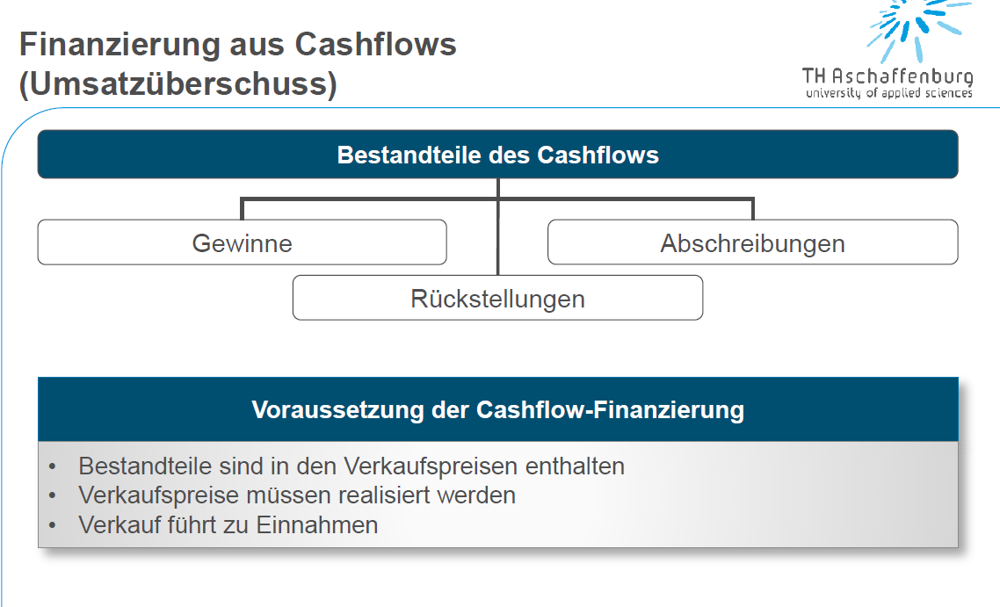 Finanzierung aus Cashflows
(Umsatzüberschuss)
TH Aschaffenburg
university of applied sciences
Bestandteile des Cashflows
Gewinne
Abschreibungen
Rückstellungen
Voraussetzung der Cashflow-Finanzierung
• Bestandteile sind in den Verkaufspreisen enthalten
• Verkaufspreise müssen realisiert werden
• Verkauf führt zu Einnahmen